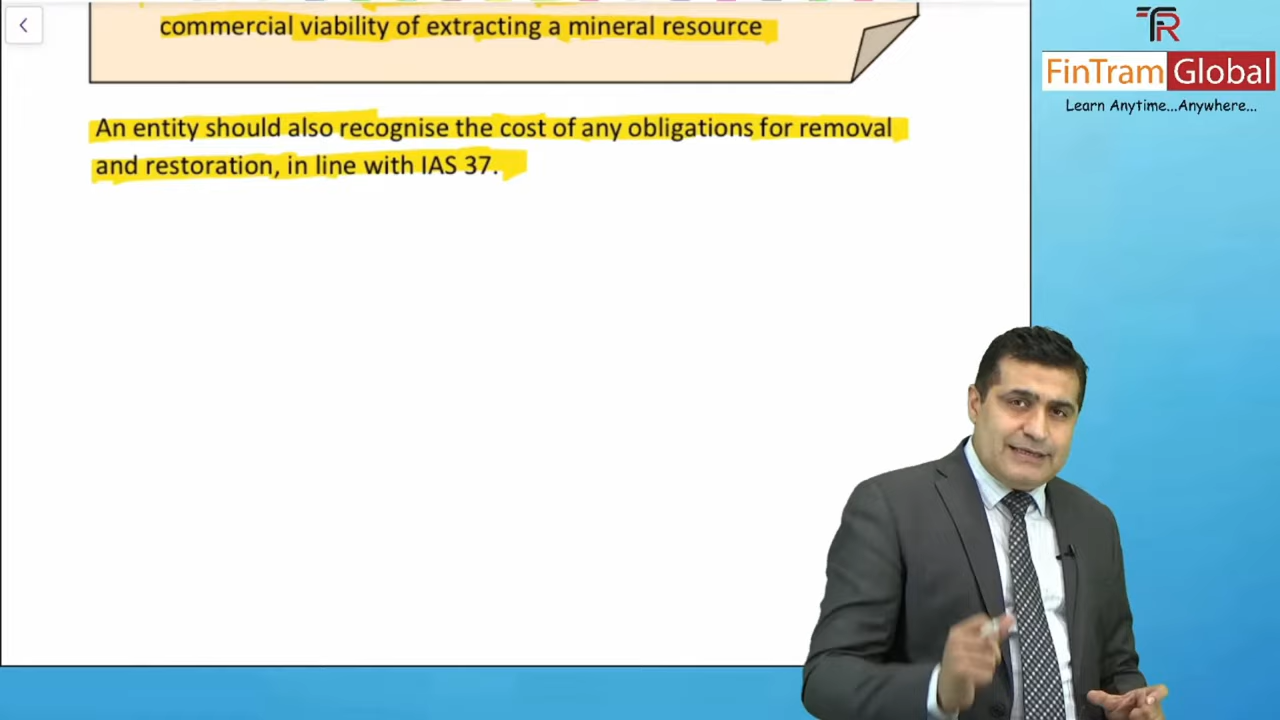 commercial viability of extracting a mineral resource
An entity should also recognise the cost of any obligations for removal
and restoration, in line with IAS 37.
TR
FinTram Global
Learn Anytime...Anywhere...